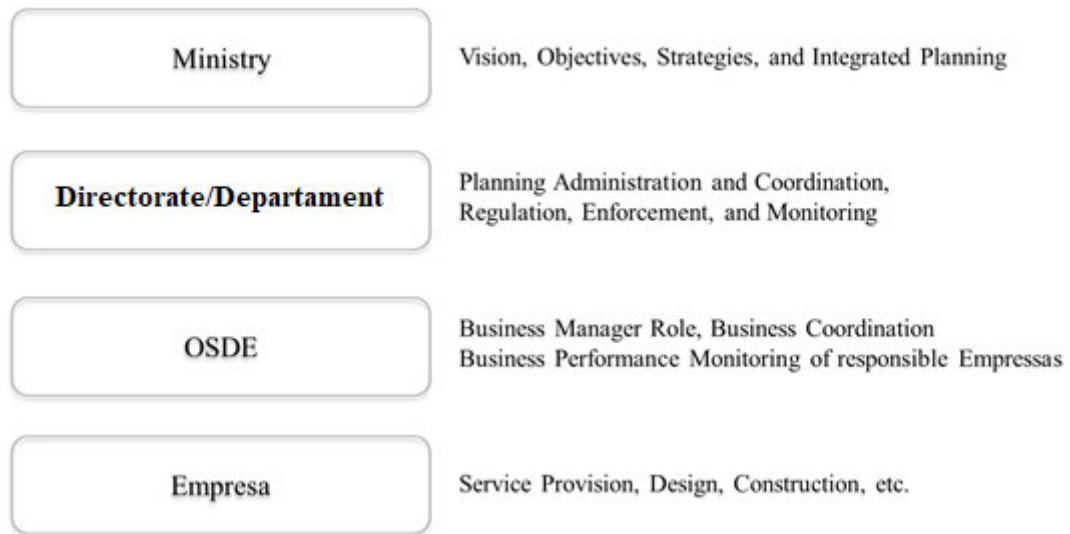 Ministry
Vision, Objectives, Strategies, and Integrated Planning
Directorate/Departament
Planning Administration and Coordination,
Regulation, Enforcement, and Monitoring
OSDE
Business Manager Role, Business Coordination
Business Performance Monitoring of responsible Empressas
Empresa
Service Provision, Design, Construction, etc.